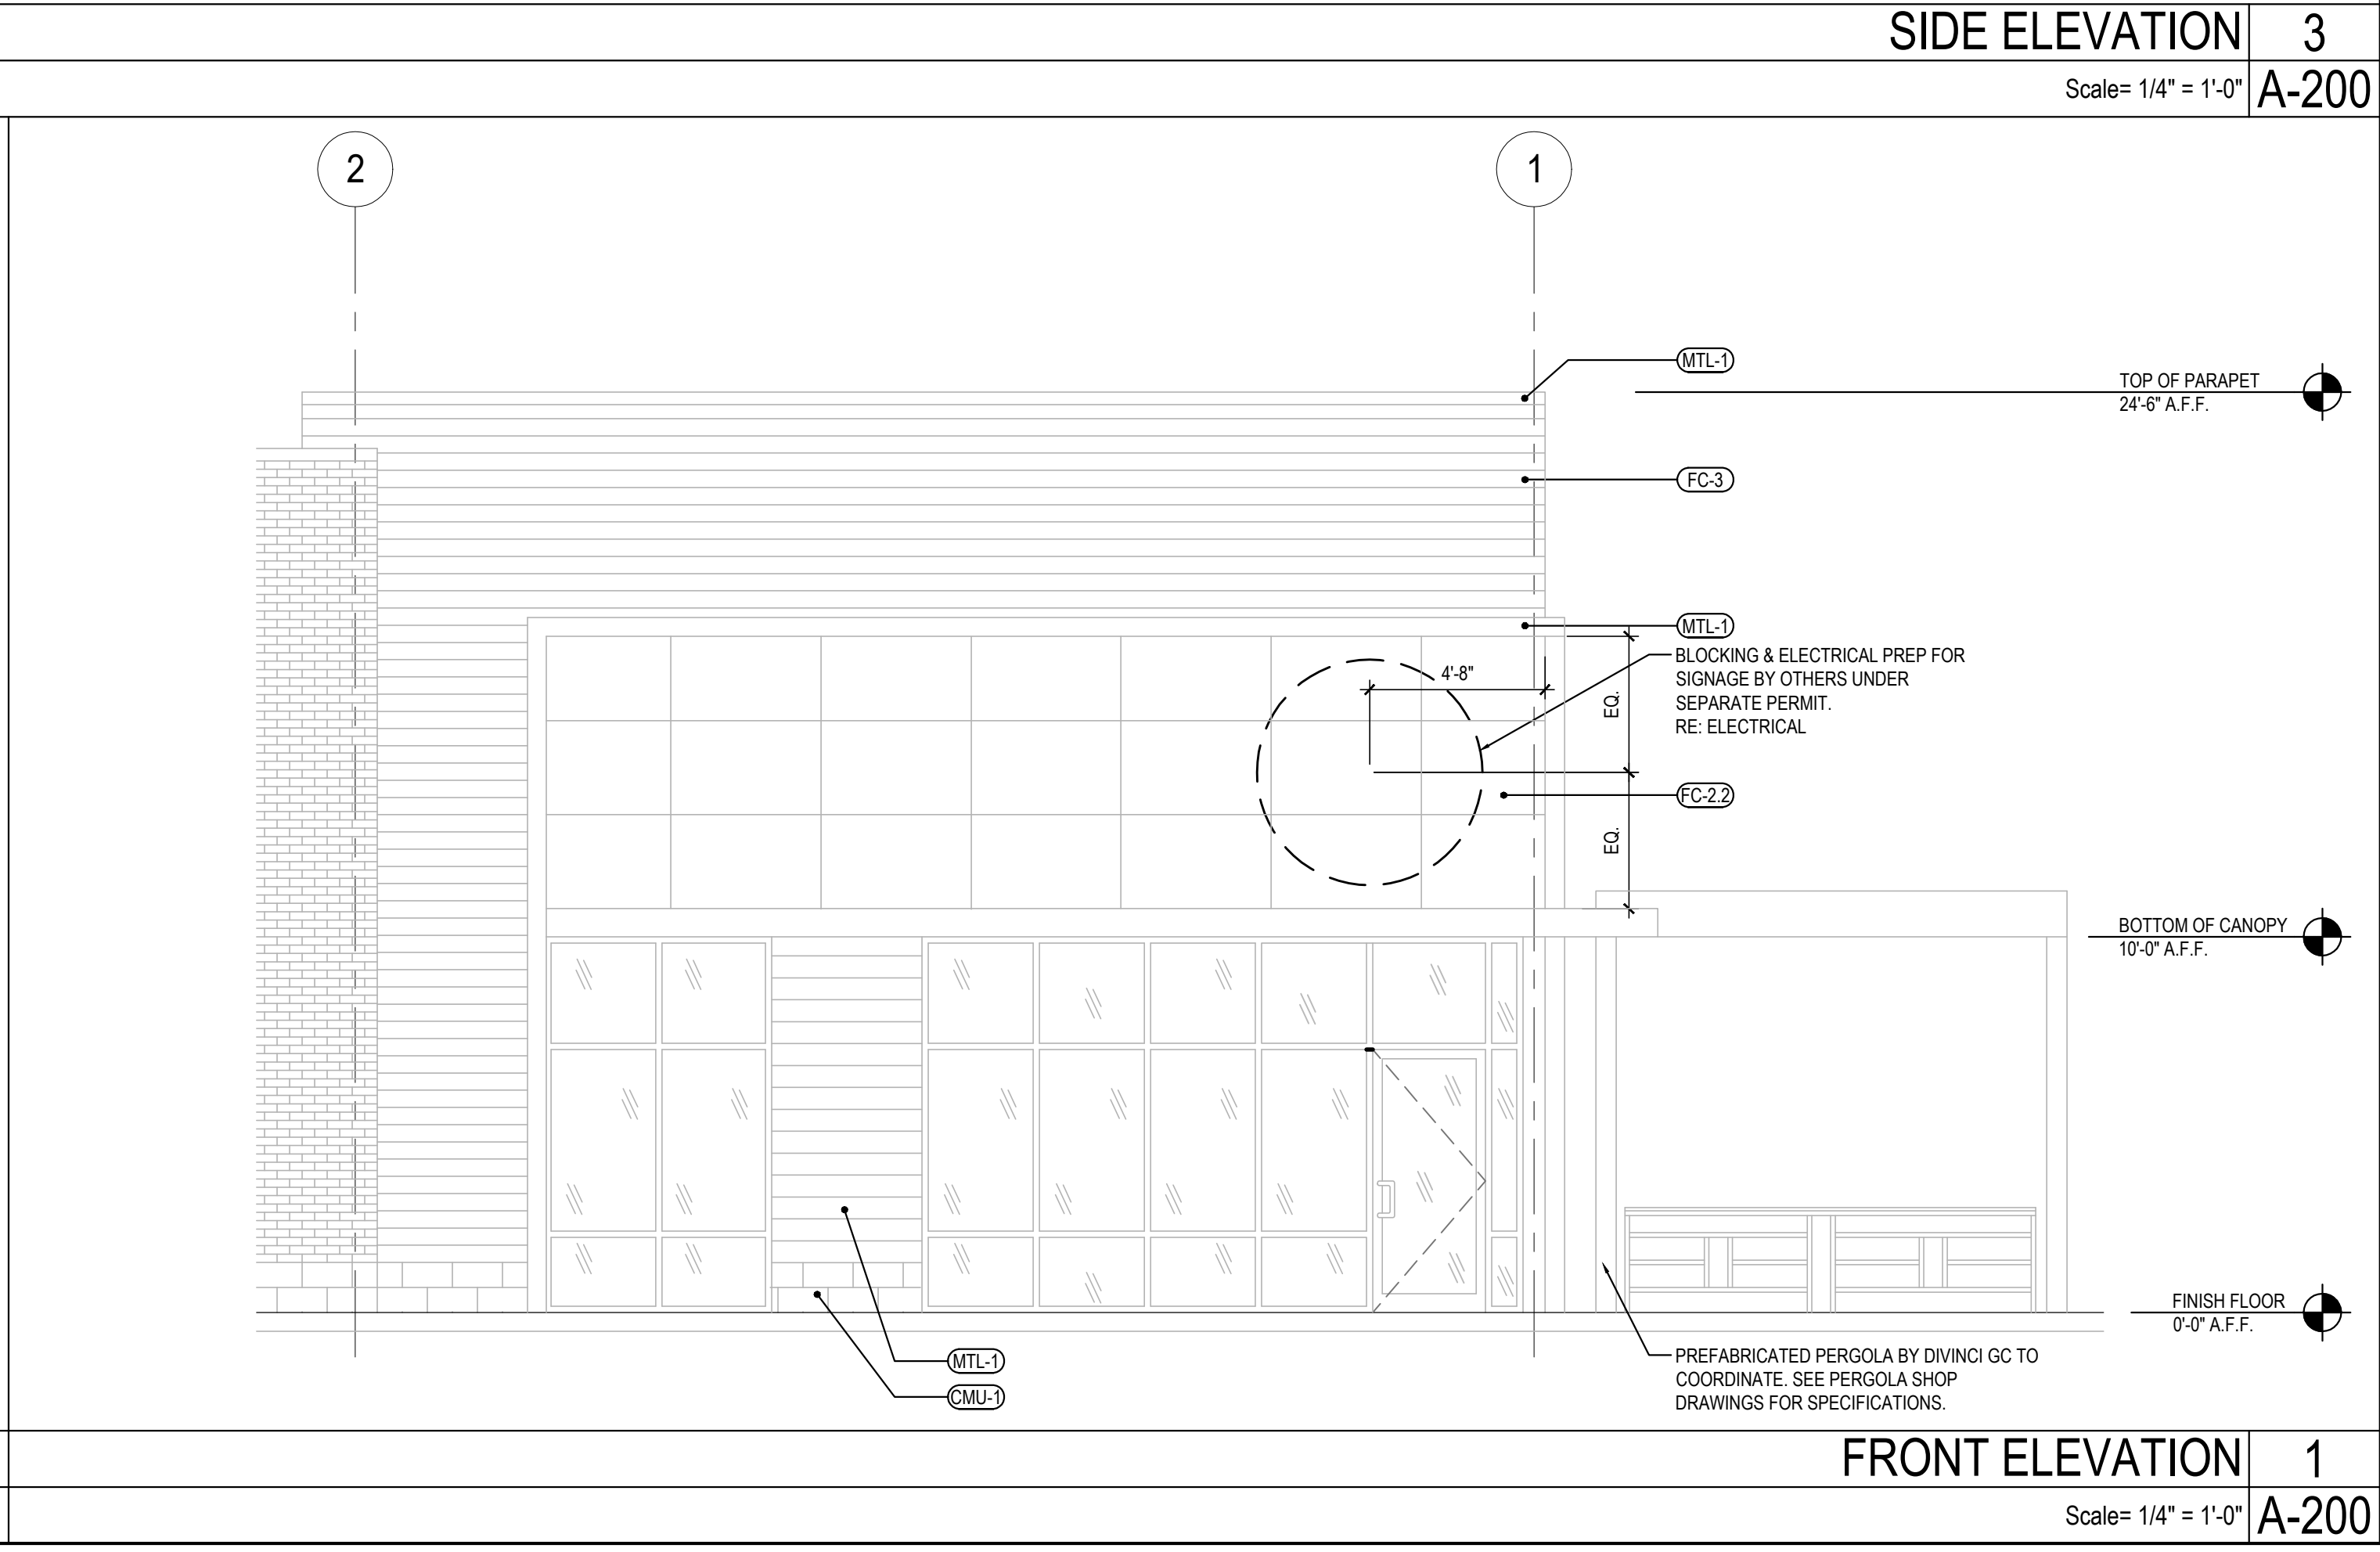 SIDE ELEVATION 3
Scale= 1/4" = 1'-0" A-200
2 1
MTL-1
TOP OF PARAPET
24'-6" A.F.F.
FC-3
MTL-1
BLOCKING & ELECTRICAL PREP FOR
SIGNAGE BY OTHERS UNDER
SEPARATE PERMIT.
RE: ELECTRICAL
4'-8"
EQ.
FC-2.2
EQ.
BOTTOM OF CANOPY
10'-0" A.F.F.
FINISH FLOOR
0'-0" A.F.F.
MTL-1
CMU-1
PREFABRICATED PERGOLA BY DIVINCI GC TO
COORDINATE. SEE PERGOLA SHOP
DRAWINGS FOR SPECIFICATIONS.
FRONT ELEVATION 1
Scale= 1/4" = 1'-0" A-200